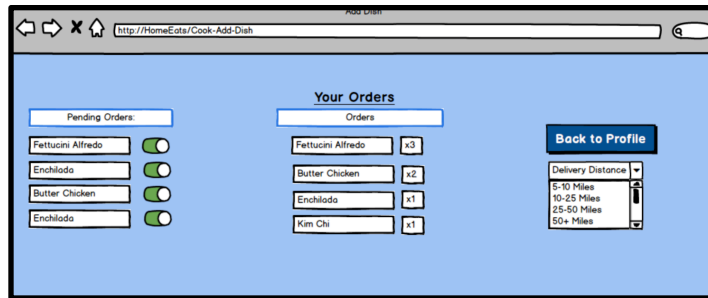 Add Dish
http://HomeEats/Cook-Add-Dish
Your Orders
Pending Orders:
Fettucini Alfredo
Enchilada
Butter Chicken
Enchilada
Orders
Fettucini Alfredo x3
Butter Chicken x2
Enchilada x1
Kim Chi x1
Back to Profile
Delivery Distance
5-10 Miles
10-25 Miles
25-50 Miles
50+ Miles